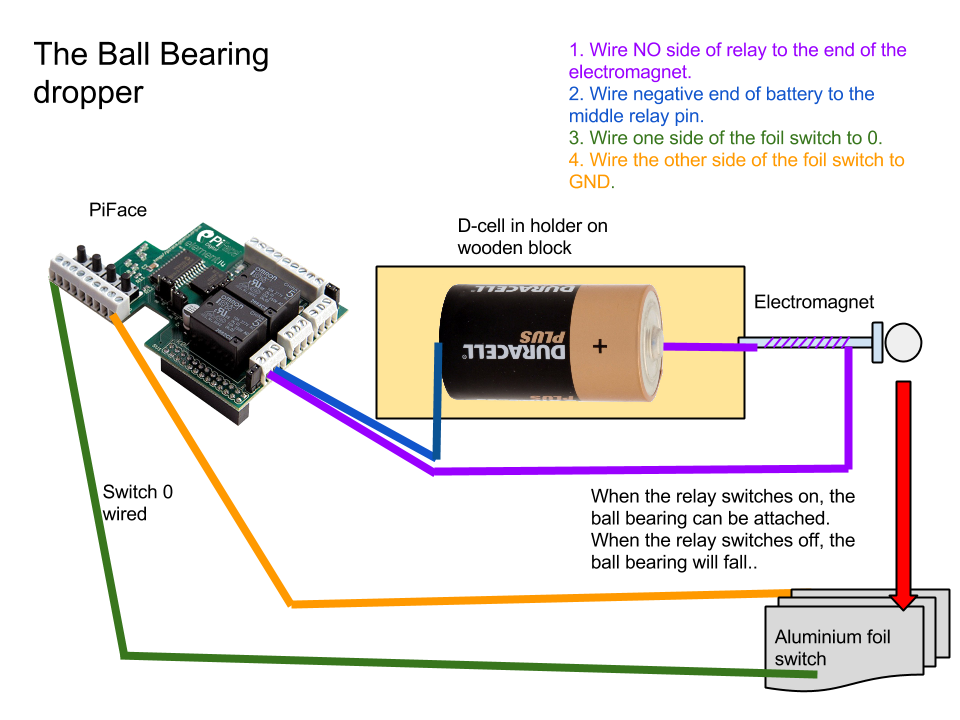 The Ball Bearing
dropper
1. Wire NO side of relay to the end of the
electromagnet.
2. Wire negative end of battery to the
middle relay pin.
3. Wire one side of the foil switch to 0.
4. Wire the other side of the foil switch to
GND.
PiFace
D-cell in holder on
wooden block
Electromagnet
DURACELL
PLUS
DURACELL
PLUS
+
Switch 0
wired
When the relay switches on, the
ball bearing can be attached.
When the relay switches off, the
ball bearing will fall..
Aluminium foil
switch